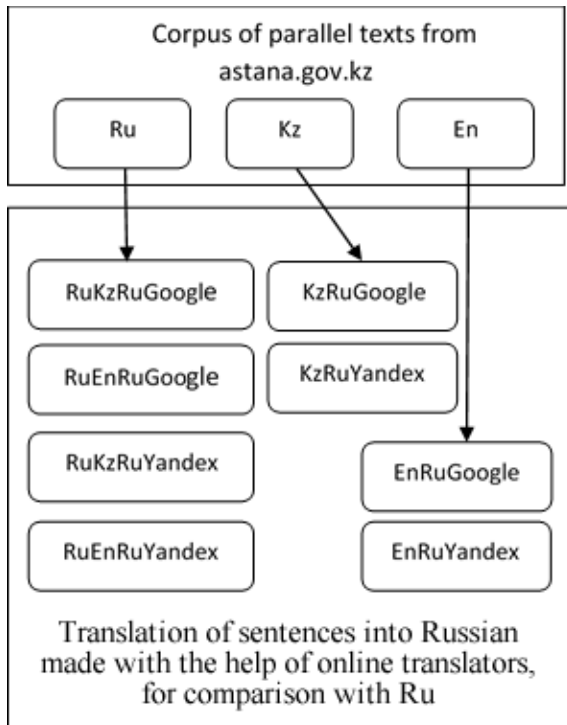 Corpus of parallel texts from
astana.gov.kz
Ru
Kz
En
RuKzRuGoogle
KzRuGoogle
RuEnRuGoogle
KzRuYandex
RuKzRuYandex
EnRuGoogle
RuEnRuYandex
EnRuYandex
Translation of sentences into Russian
made with the help of online translators,
for comparison with Ru